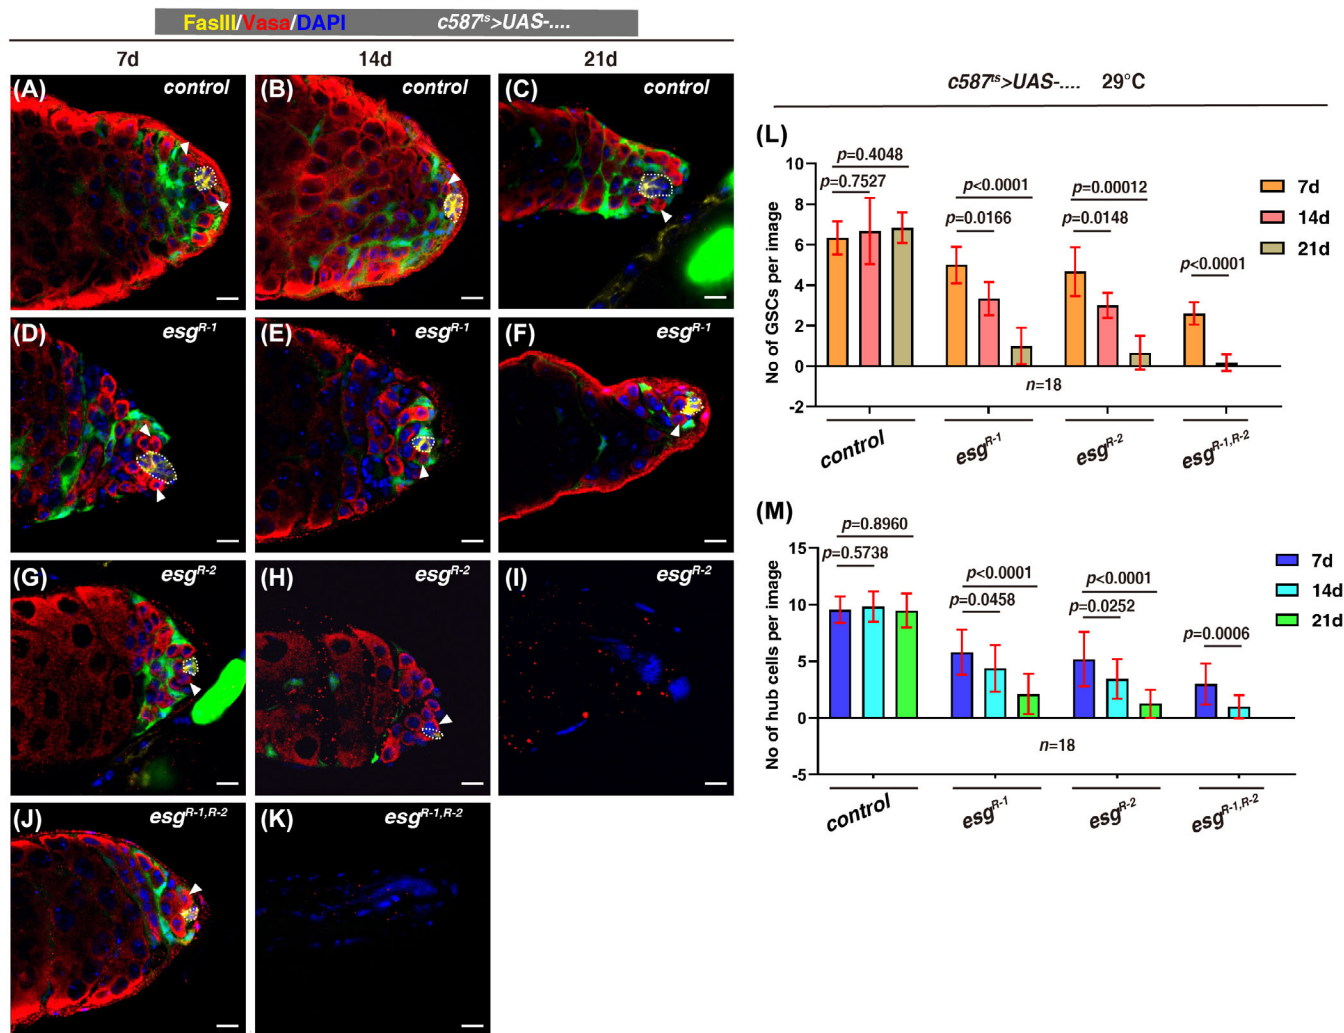 FasIII/Vasa/DAPI c587ts>UAS-....
7d 14d 21d
(A) control
(B) control
(C) control
(D) esgR-1
(E) esgR-1
(F) esgR-1
(G) esgR-2
(H) esgR-2
(I) esgR-2
(J) esgR-1,R-2
(K) esgR-1,R-2
c587ts>UAS-.... 29°C
(L)
No of GSCs per image
10
8
6
4
2
0
-2
p=0.4048
p=0.7527
p<0.0001
p=0.0166
p=0.00012
p=0.0148
p<0.0001
n=18
7d
14d
21d
control
esgR-1
esgR-2
esgR-1,R-2
(M)
No of hub cells per image
15
10
5
0
-5
p=0.8960
p=0.5738
p<0.0001
p=0.0458
p<0.0001
p=0.0252
p=0.0006
n=18
7d
14d
21d
control
esgR-1
esgR-2
esgR-1,R-2